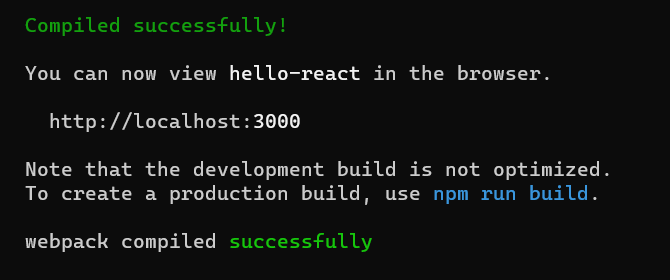 Compiled successfully!
You can now view hello-react in the browser.
http://localhost:3000
Note that the development build is not optimized.
To create a production build, use npm run build.
webpack compiled successfully